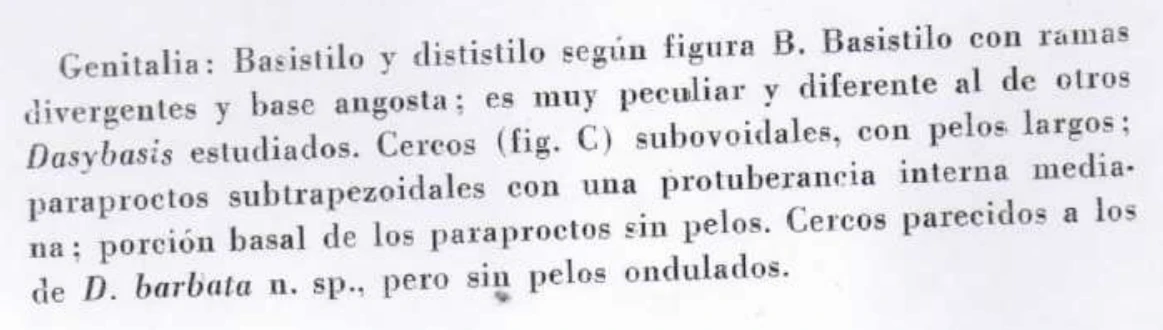 Genitalia: Basistilo y dististilo según figura B. Basistilo con ramas
divergentes y base angosta; es muy peculiar y diferente al de otros
Dasybasis estudiados. Cercos (fig. C) subovoidales, con pelos largos;
paraproctos subtrapezoidales con una protuberancia interna media-
na; porción basal de los paraproctos sin pelos. Cercos parecidos a los
de D. barbata n. sp., pero sin pelos ondulados.